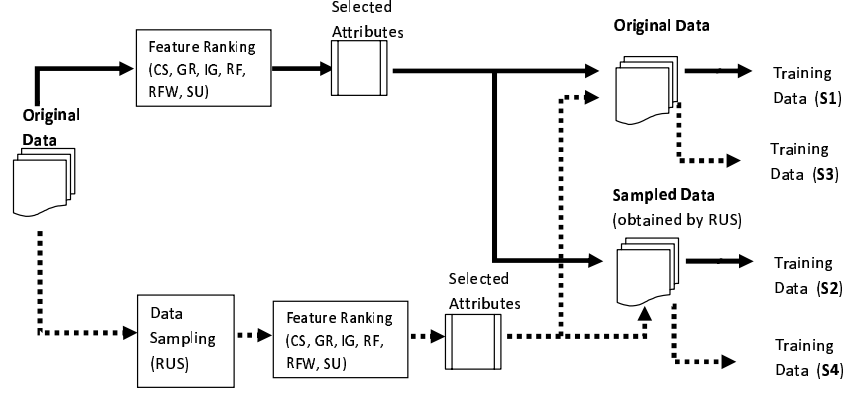 Selected
Attributes
Feature Ranking
(CS, GR, IG, RF,
RFW, SU)
Original Data
Training
Data (S1)
Original
Data
Training
Data (S3)
Sampled Data
(obtained by RUS)
Training
Data (S2)
Selected
Attributes
Data
Sampling
(RUS)
Feature Ranking
(CS, GR, IG, RF,
RFW, SU)
Training
Data (S4)